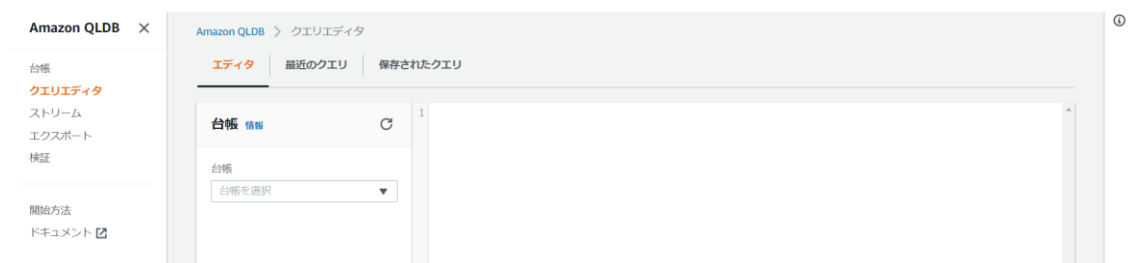 Amazon QLDB
台帳
クエリエディタ
ストリーム
エクスポート
検証
開始方法
ドキュメント
Amazon QLDB > クエリエディタ
エディタ 最近のクエリ 保存されたクエリ
台帳 情報
台帳
台帳を選択
1